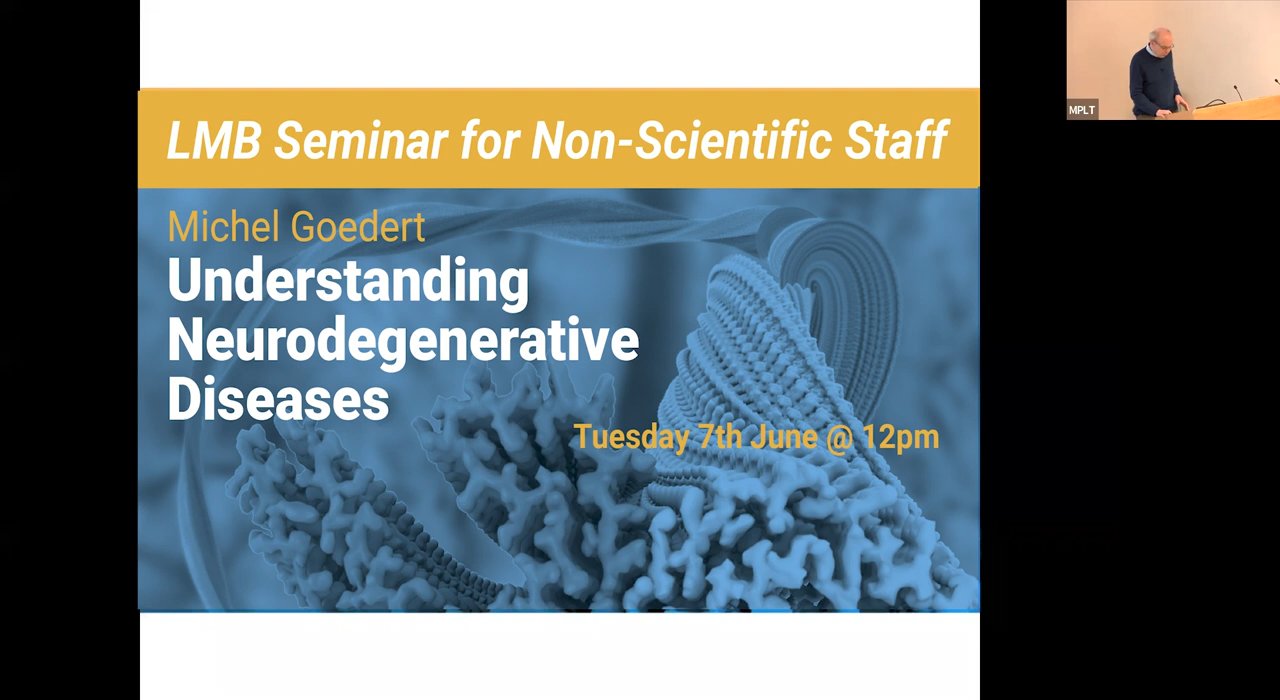 LMB Seminar for Non-Scientific Staff
Michel Goedert
Understanding
Neurodegenerative
Diseases
Tuesday 7th June @ 12pm
MPLT